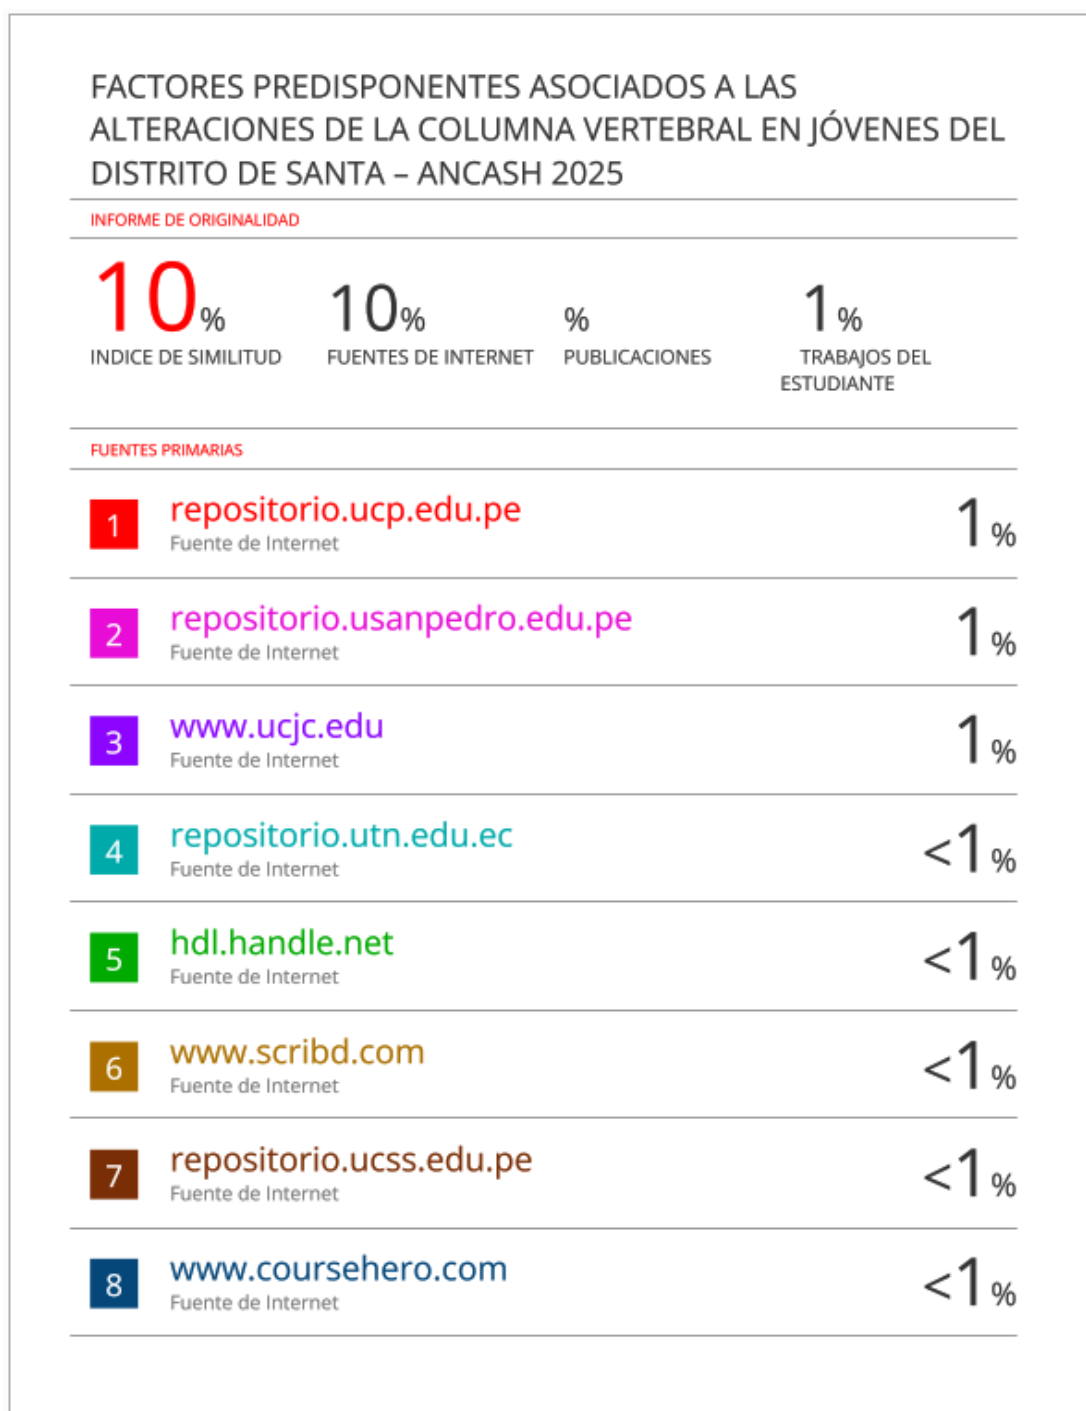 FACTORES PREDISPONENTES ASOCIADOS A LAS
ALTERACIONES DE LA COLUMNA VERTEBRAL EN JÓVENES DEL
DISTRITO DE SANTA – ANCASH 2025
INFORME DE ORIGINALIDAD
10% 10% % 1%
INDICE DE SIMILITUD FUENTES DE INTERNET PUBLICACIONES TRABAJOS DEL
ESTUDIANTE
FUENTES PRIMARIAS
1 repositorio.ucp.edu.pe 1%
Fuente de Internet
2 repositorio.usanpedro.edu.pe 1%
Fuente de Internet
3 www.ucjc.edu 1%
Fuente de Internet
4 repositorio.utn.edu.ec <1%
Fuente de Internet
5 hdl.handle.net <1%
Fuente de Internet
6 www.scribd.com <1%
Fuente de Internet
7 repositorio.ucss.edu.pe <1%
Fuente de Internet
8 www.coursehero.com <1%
Fuente de Internet